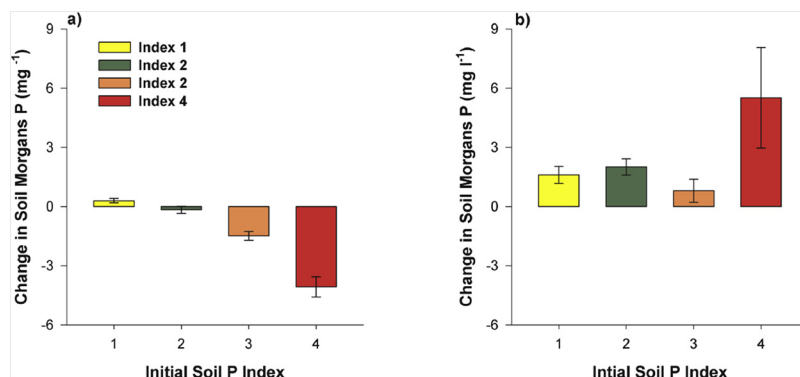 a)
Change in Soil Morgans P (mg -1)
9
6
3
0
-3
-6
Index 1
Index 2
Index 2
Index 4
1 2 3 4
Initial Soil P Index
b)
Change in Soil Morgans P (mg l-1)
9
6
3
0
-3
-6
1 2 3 4
Intial Soil P Index